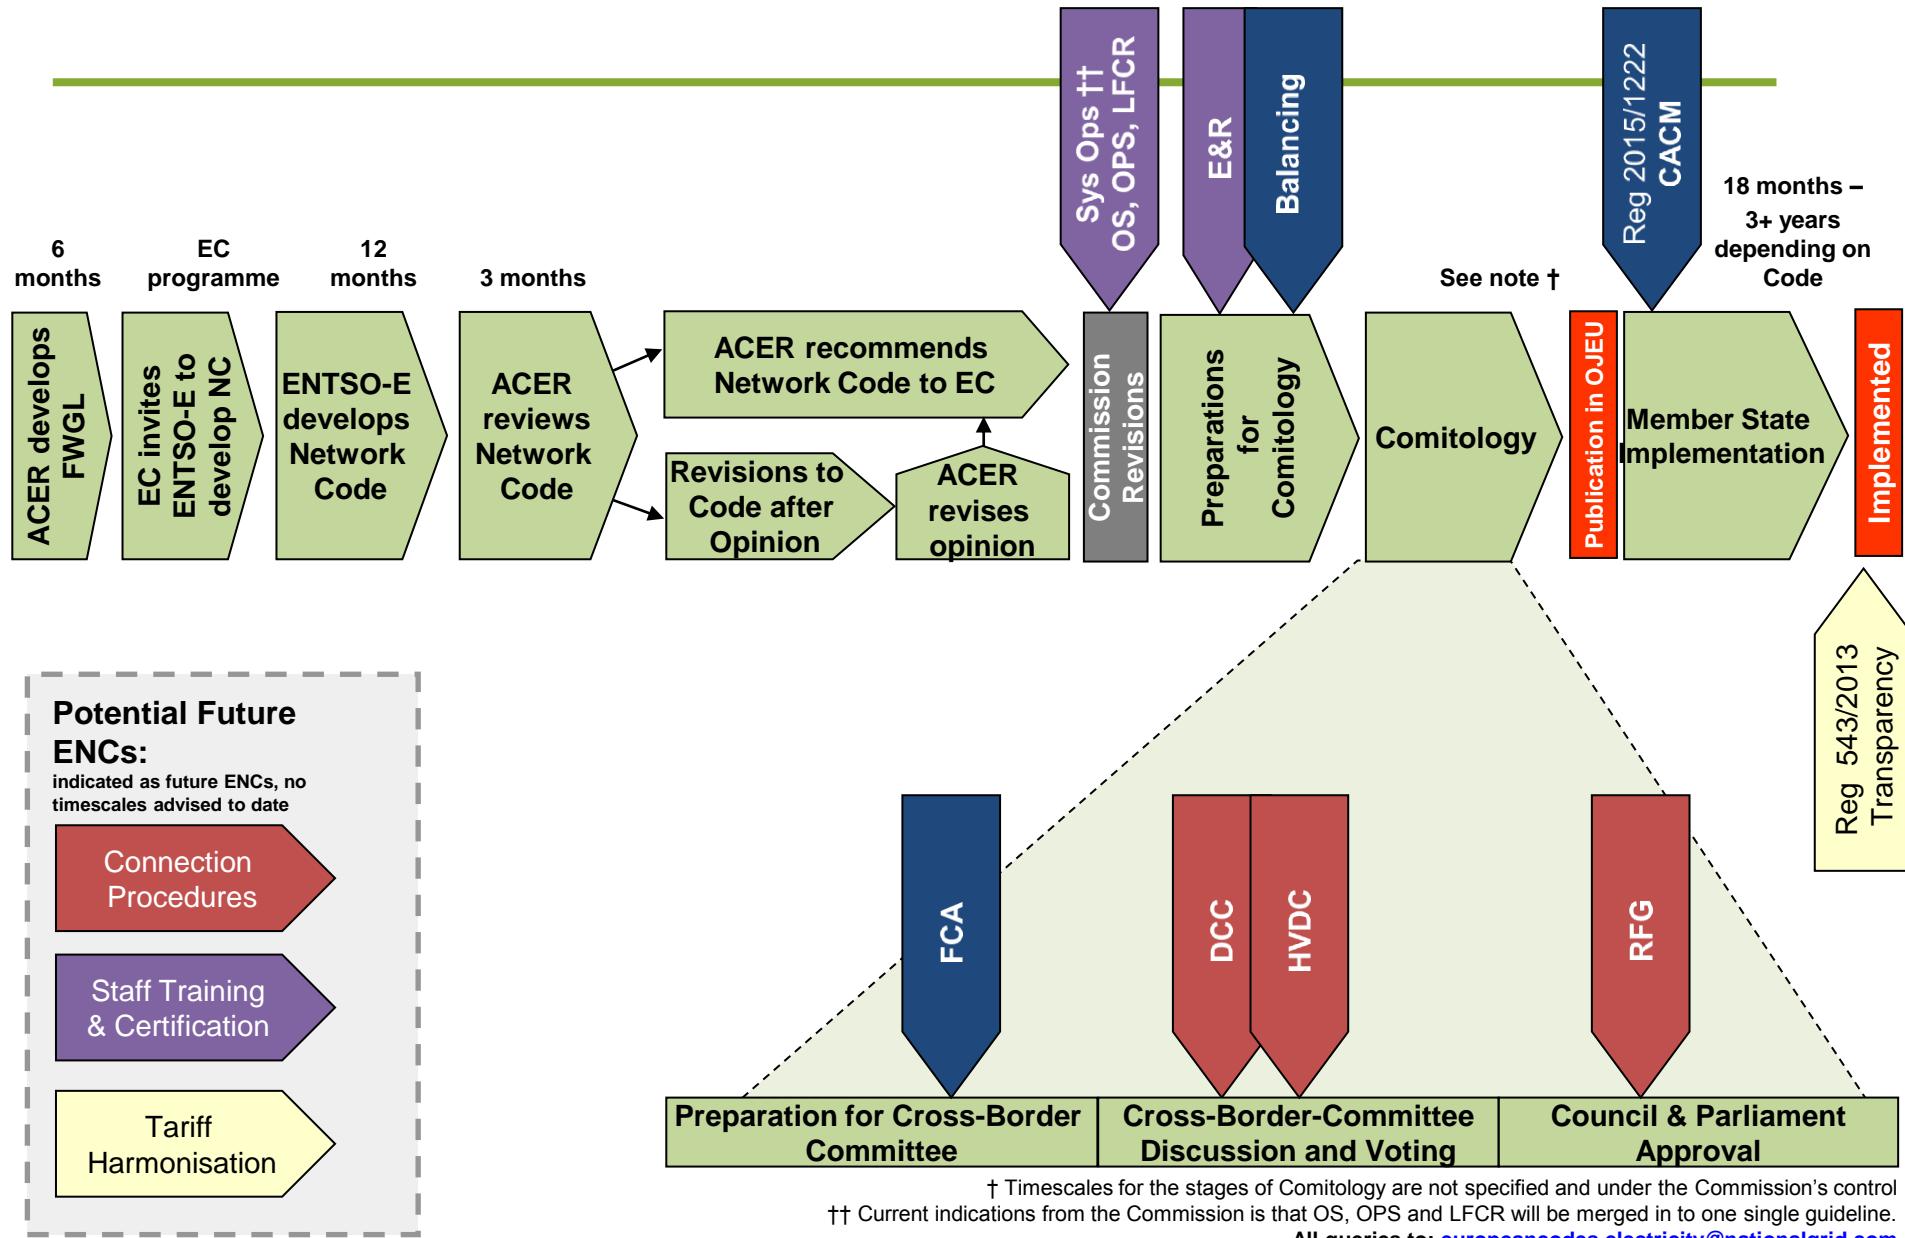 Sys Ops ††
OS, OPS, LFCR
E&R
Balancing
Reg 2015/1222
CACM
6
months
EC
programme
12
months
3 months
See note †
18 months –
3+ years
depending on
Code
ACER develops
FWGL
EC invites
ENTSO-E to
develop NC
ENTSO-E
develops
Network
Code
ACER
reviews
Network
Code
ACER recommends
Network Code to EC
Revisions to
Code after
Opinion
ACER
revises
opinion
Commission
Revisions
Preparations
for
Comitology
Comitology
Publication in OJEU
Member State
Implementation
Implemented
Reg 543/2013
Transparency
Potential Future
ENCs:
indicated as future ENCs, no
timescales advised to date
Connection
Procedures
Staff Training
& Certification
Tariff
Harmonisation
FCA
DCC
HVDC
RFG
Preparation for Cross-Border
Committee
Cross-Border-Committee
Discussion and Voting
Council & Parliament
Approval
† Timescales for the stages of Comitology are not specified and under the Commission's control
†† Current indications from the Commission is that OS, OPS and LFCR will be merged in to one single guideline.
All queries to: europeancodes.electricity@nationalgrid.com